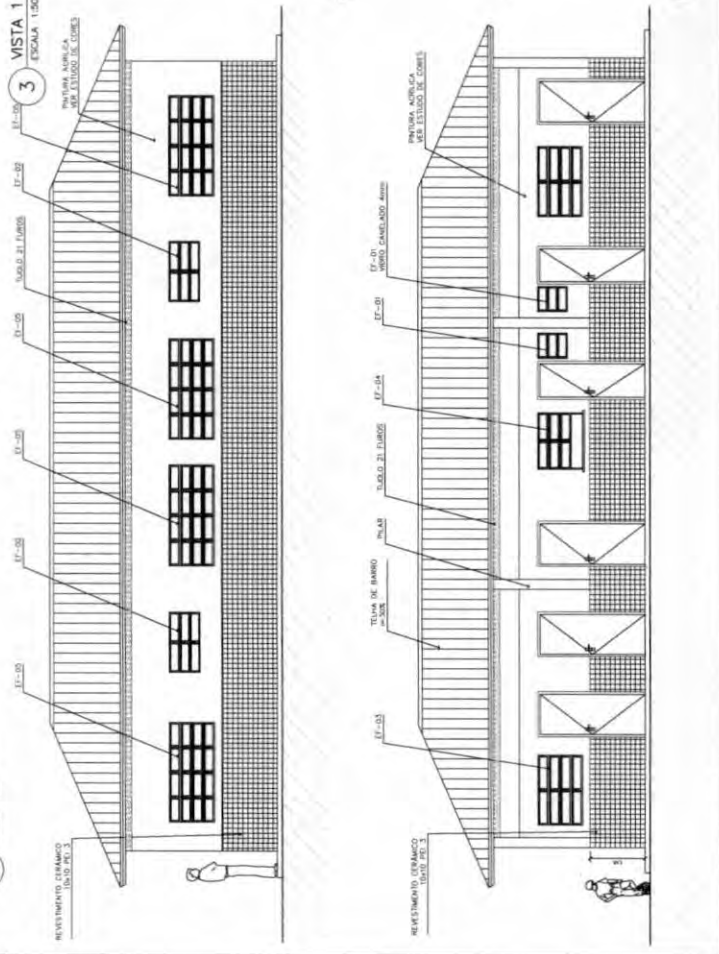 3
VISTA 1
ESCALA 1:50
REVESTIMENTO CERÂMICO
10x10 PEI 3
EF-05
EF-02
EF-05
EF-05
TIJOLO 21 FUROS
EF-02
EF-05
PINTURA ACRÍLICA
VER ESTUDO DE CORES
REVESTIMENTO CERÂMICO
10x10 PEI 3
EF-03
TELHA DE BARRO
i=30%
PILAR
TIJOLO 21 FUROS
EF-04
EF-01
EF-01
VIDRO CANELADO 4mm
PINTURA ACRÍLICA
VER ESTUDO DE CORES